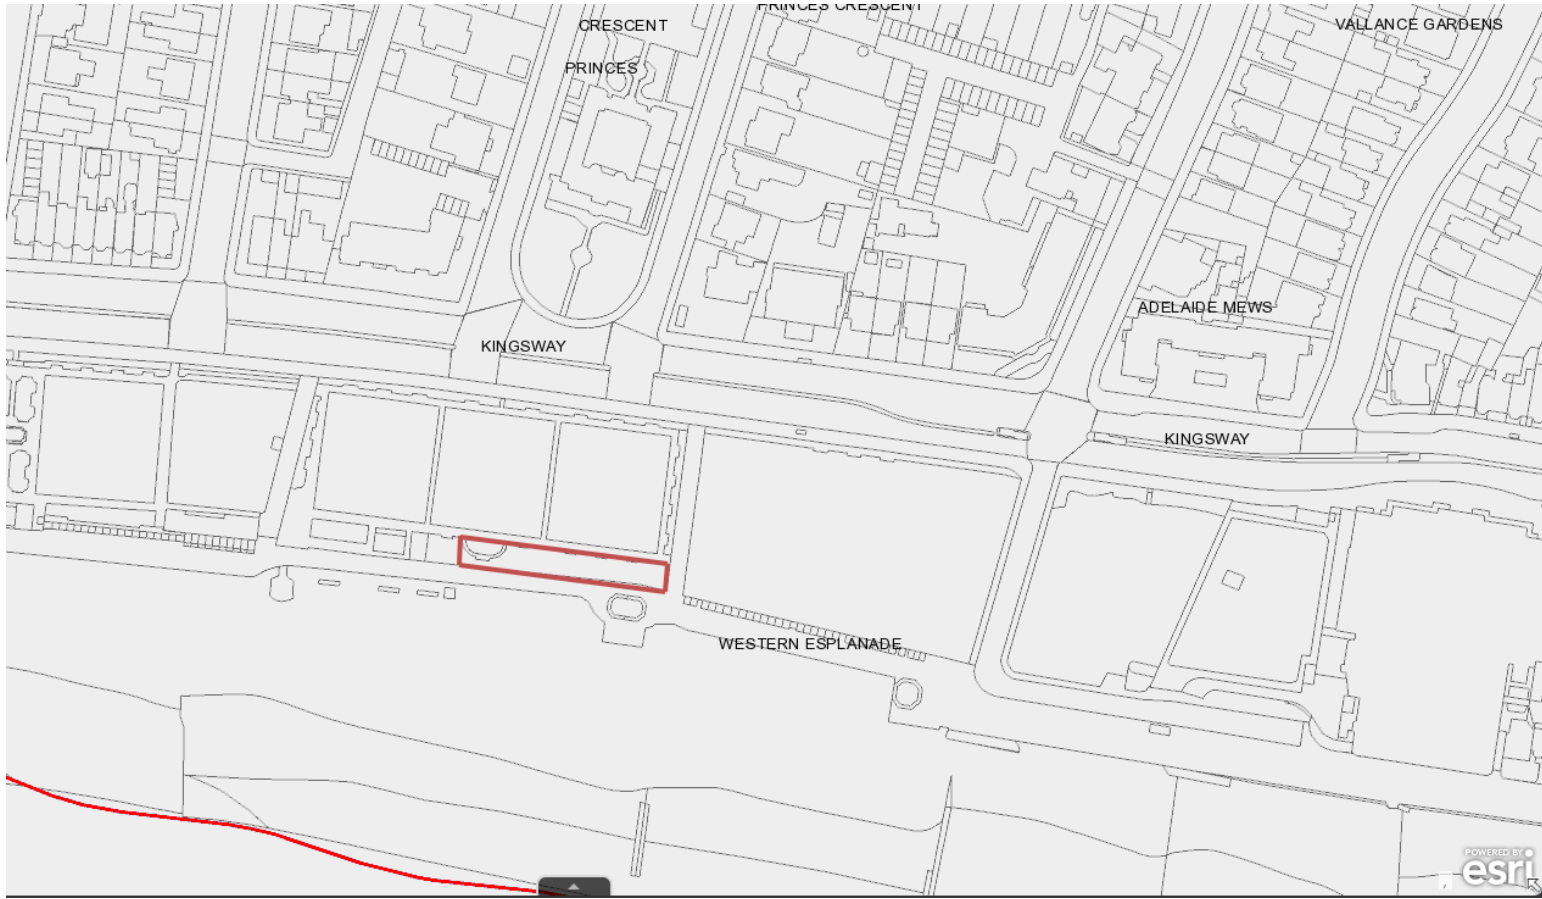 PRINCES CRESCENT
CRESCENT
VALLANCE GARDENS
PRINCES
ADELAIDE MEWS
KINGSWAY
KINGSWAY
WESTERN ESPLANADE
POWERED BY
esri